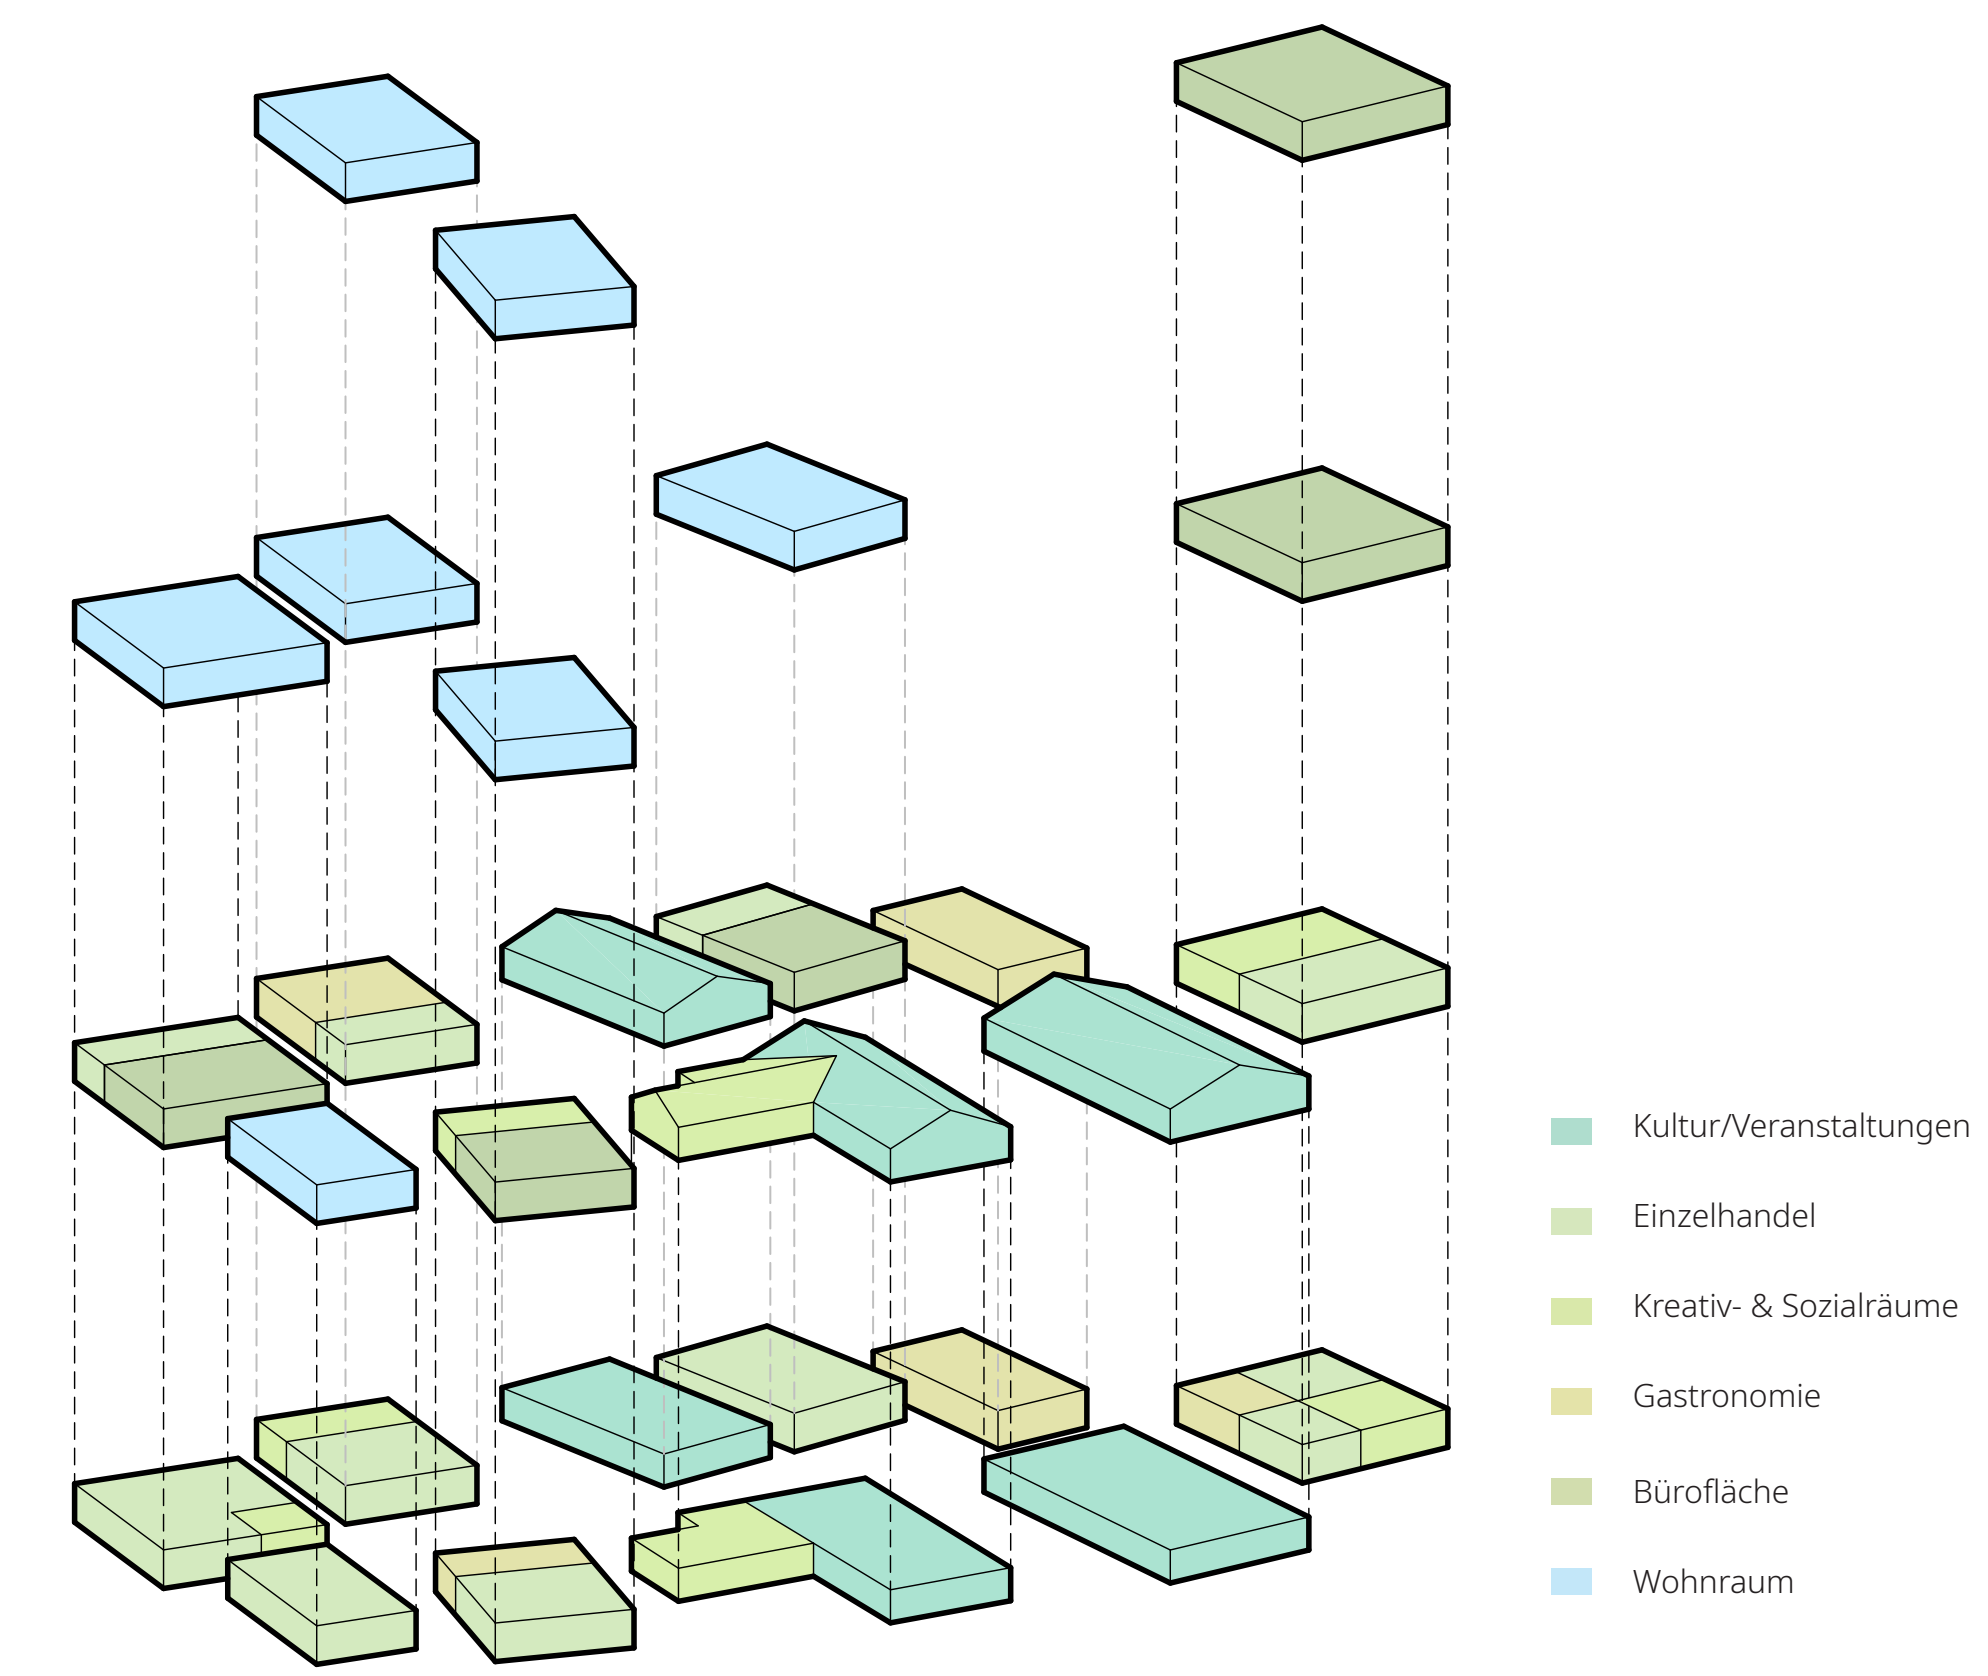 Kultur/Veranstaltungen
Einzelhandel
Kreativ- & Sozialräume
Gastronomie
Bürofläche
Wohnraum